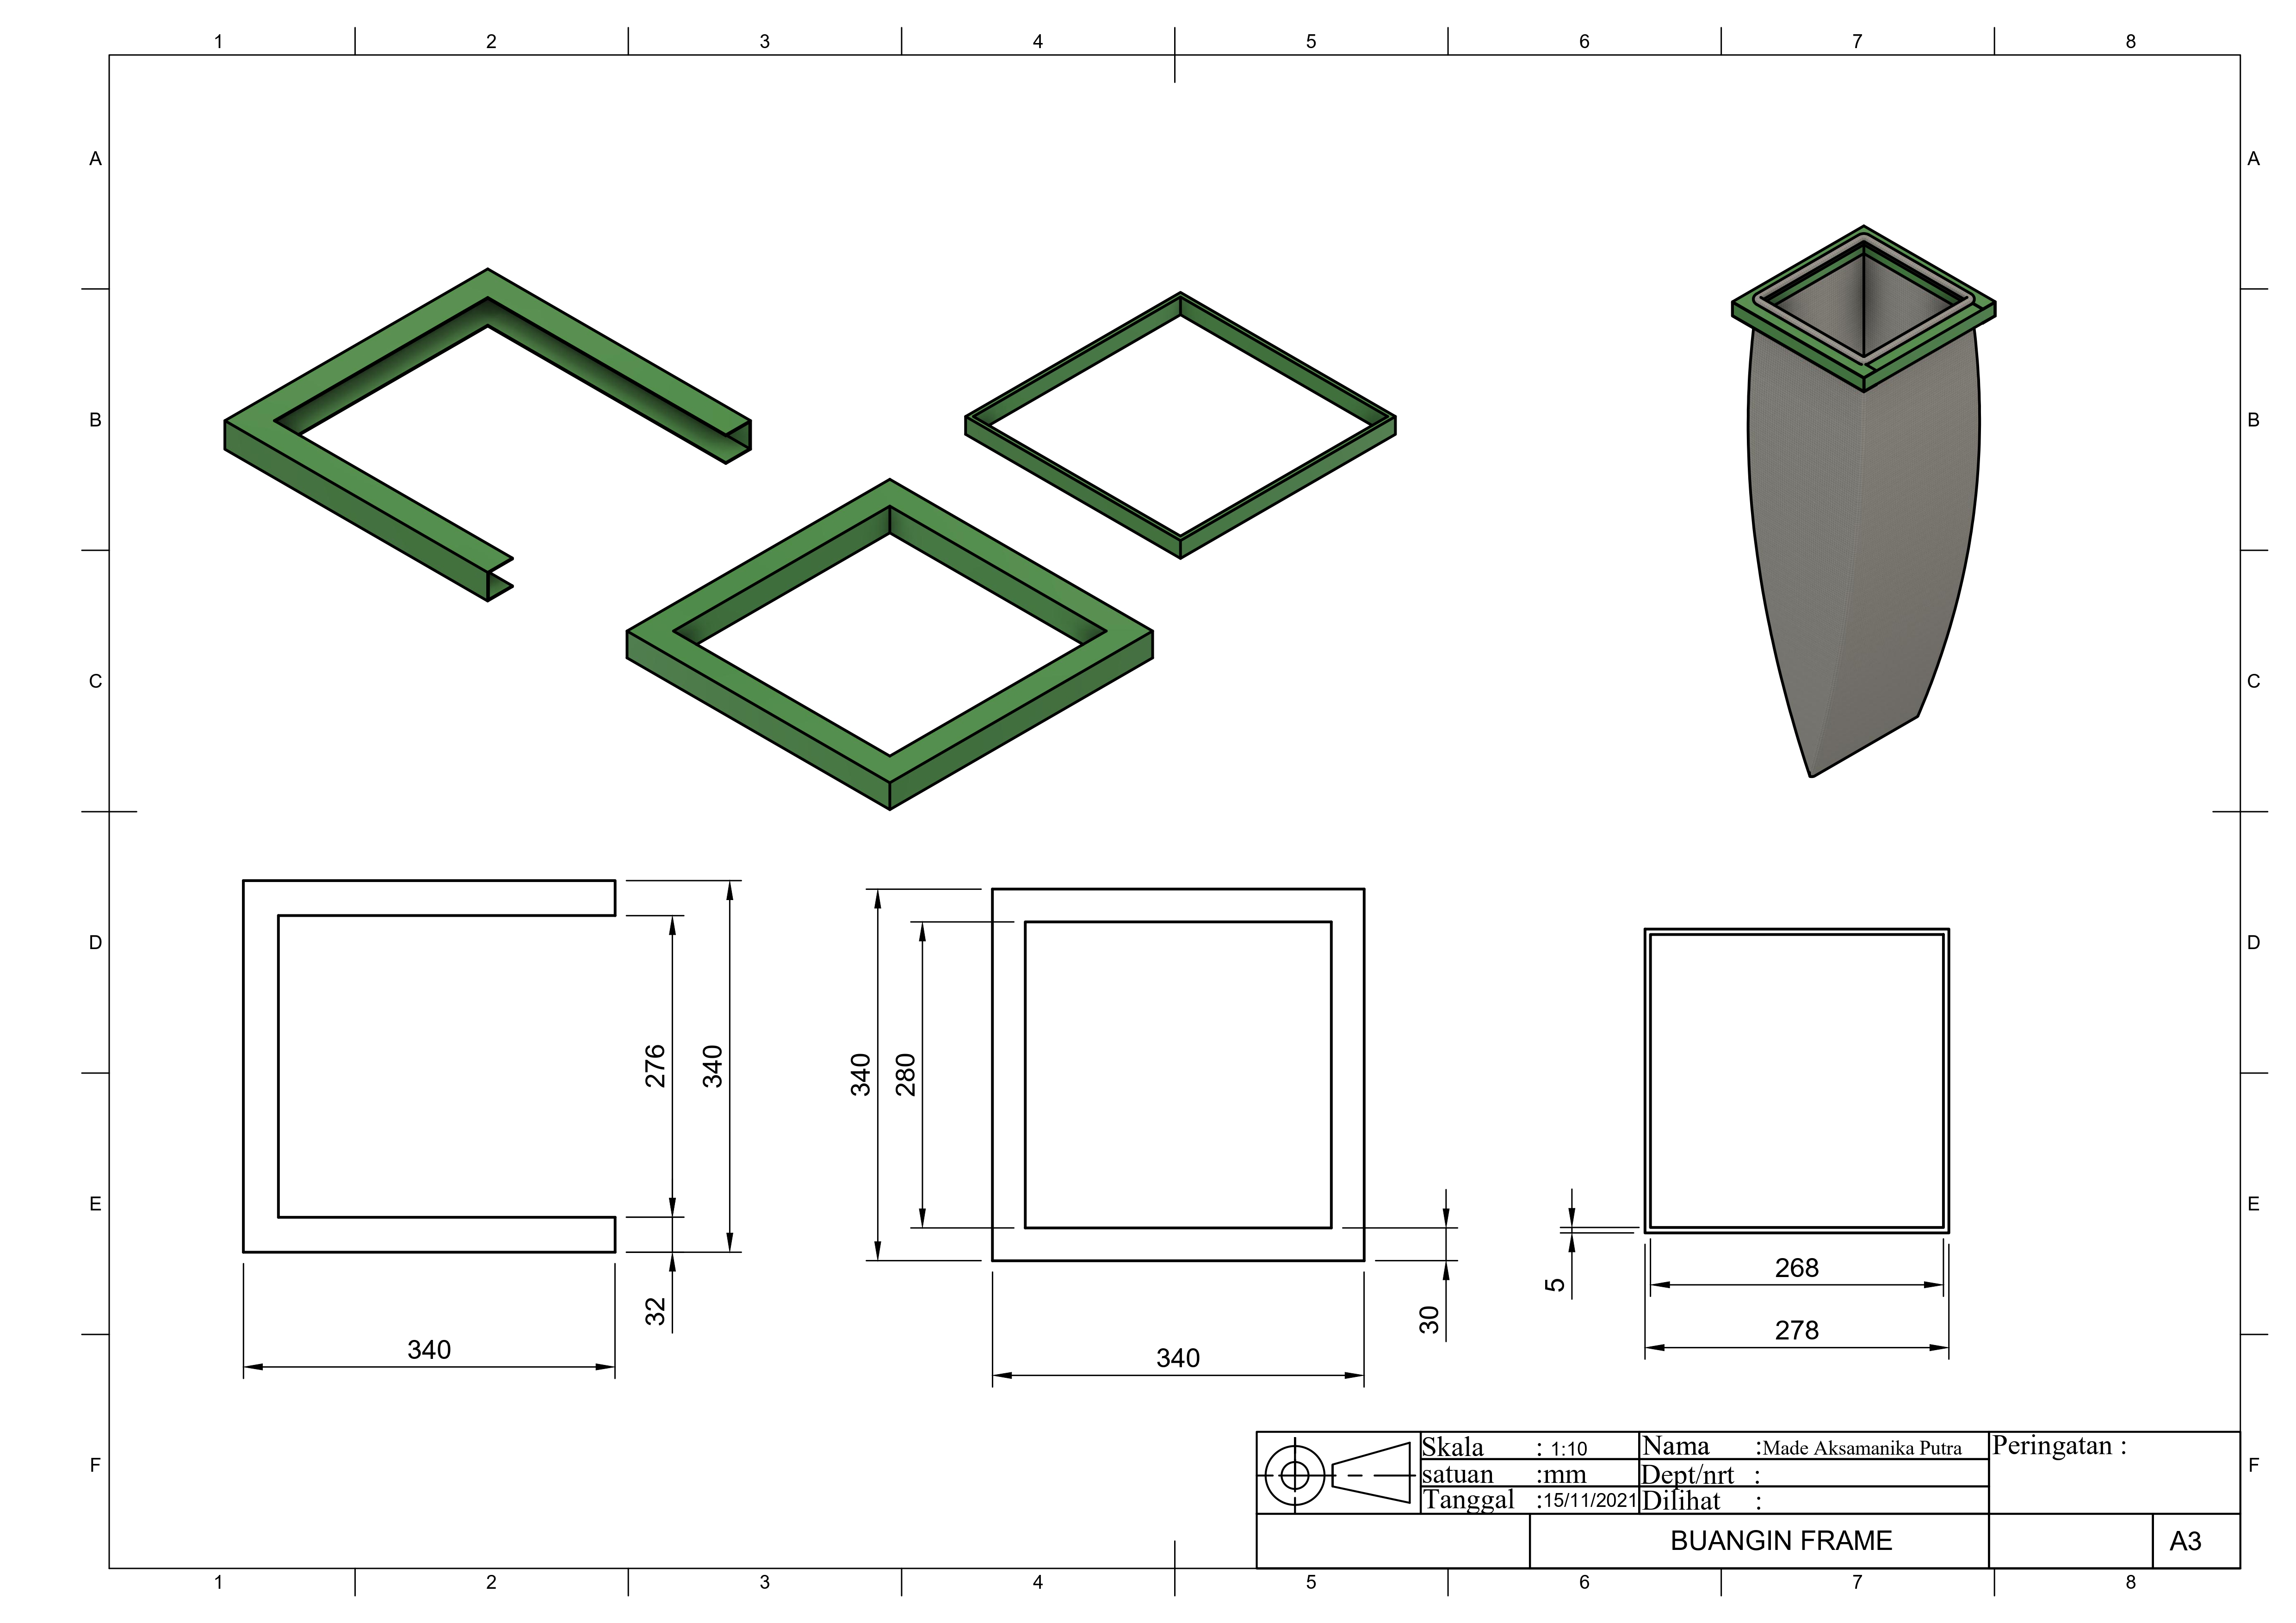 1 2 3 4 5 6 7 8
A A
B B
C C
D D
E E
F F
276
340
32
340
340
280
30
340
5
268
278
Skala : 1:10
satuan :mm
Tanggal :15/11/2021
Nama :Made Aksamanika Putra
Dept/nrt :
Dilihat :
Peringatan :
BUANGIN FRAME
A3
1 2 3 4 5 6 7 8